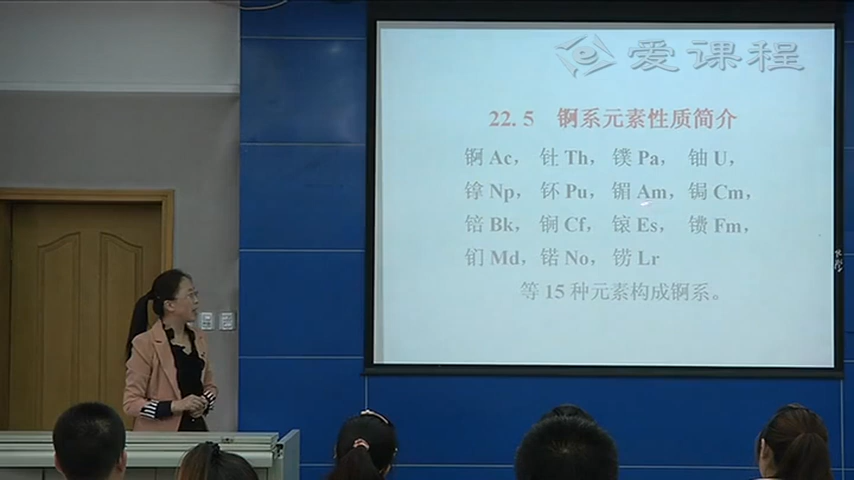 爱课程
22.5 锕系元素性质简介
锕 Ac, 钍 Th, 镤 Pa, 铀 U,
镎 Np, 钚 Pu, 镅 Am, 锔 Cm,
锫 Bk, 锎 Cf, 锿 Es, 镄 Fm,
钔 Md, 锘 No, 铹 Lr
等 15 种元素构成锕系。